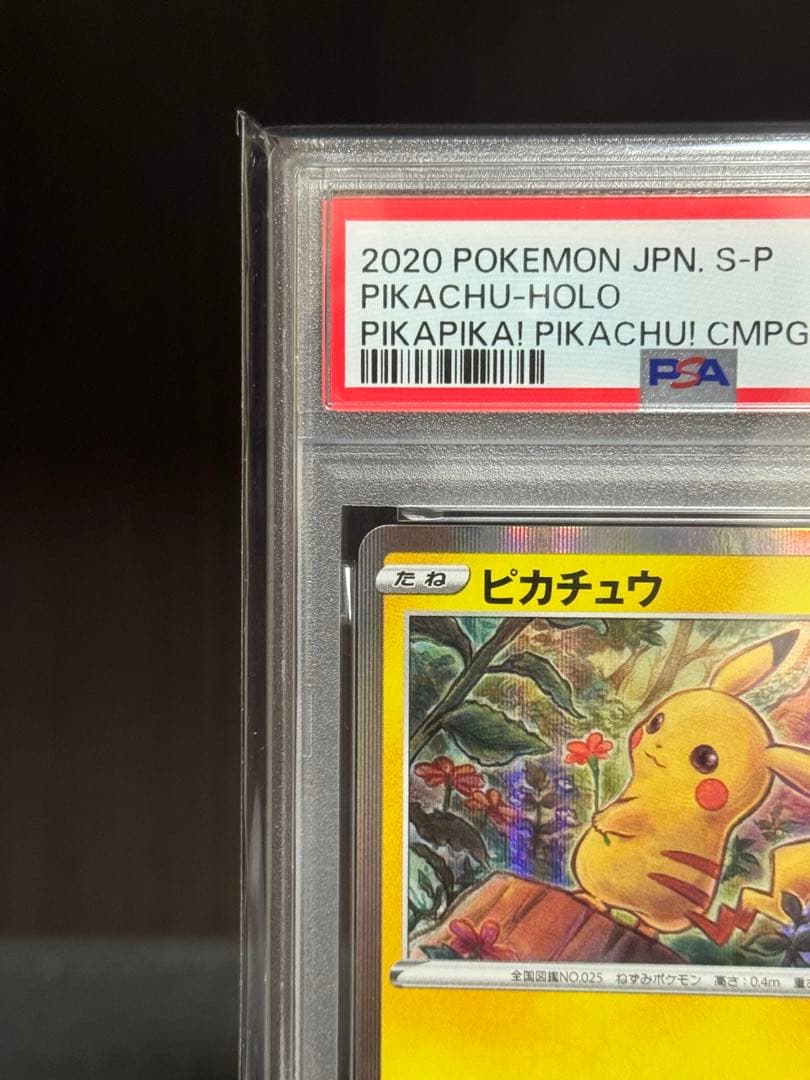 2020 POKEMON JPN. S-P
PIKACHU-HOLO
PIKAPIKA! PIKACHU! CMPG
PSA
たね ピカチュウ
全国図鑑NO.025 ねずみポケモン 高さ:0.4m 重